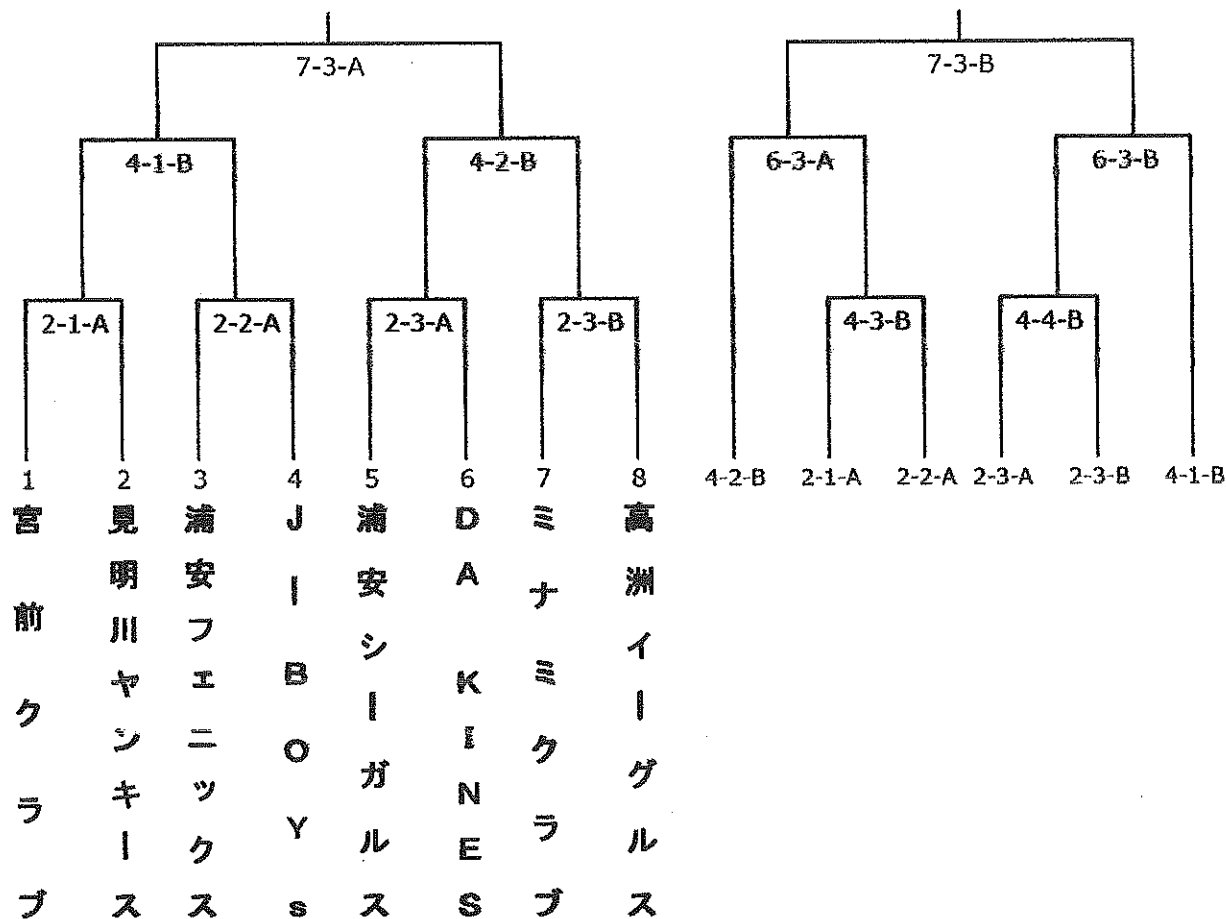 7-3-A
7-3-B
4-1-B
4-2-B
6-3-A
6-3-B
2-1-A
2-2-A
2-3-A
2-3-B
4-3-B
4-4-B
1
2
3
4
5
6
7
8
4-2-B
2-1-A
2-2-A
2-3-A
2-3-B
4-1-B
宮前クラブ
見明川ヤンキース
浦安フェニックス
J-BOYs
浦安シーガルス
DA KINES
ミナミクラブ
高洲イーグルス